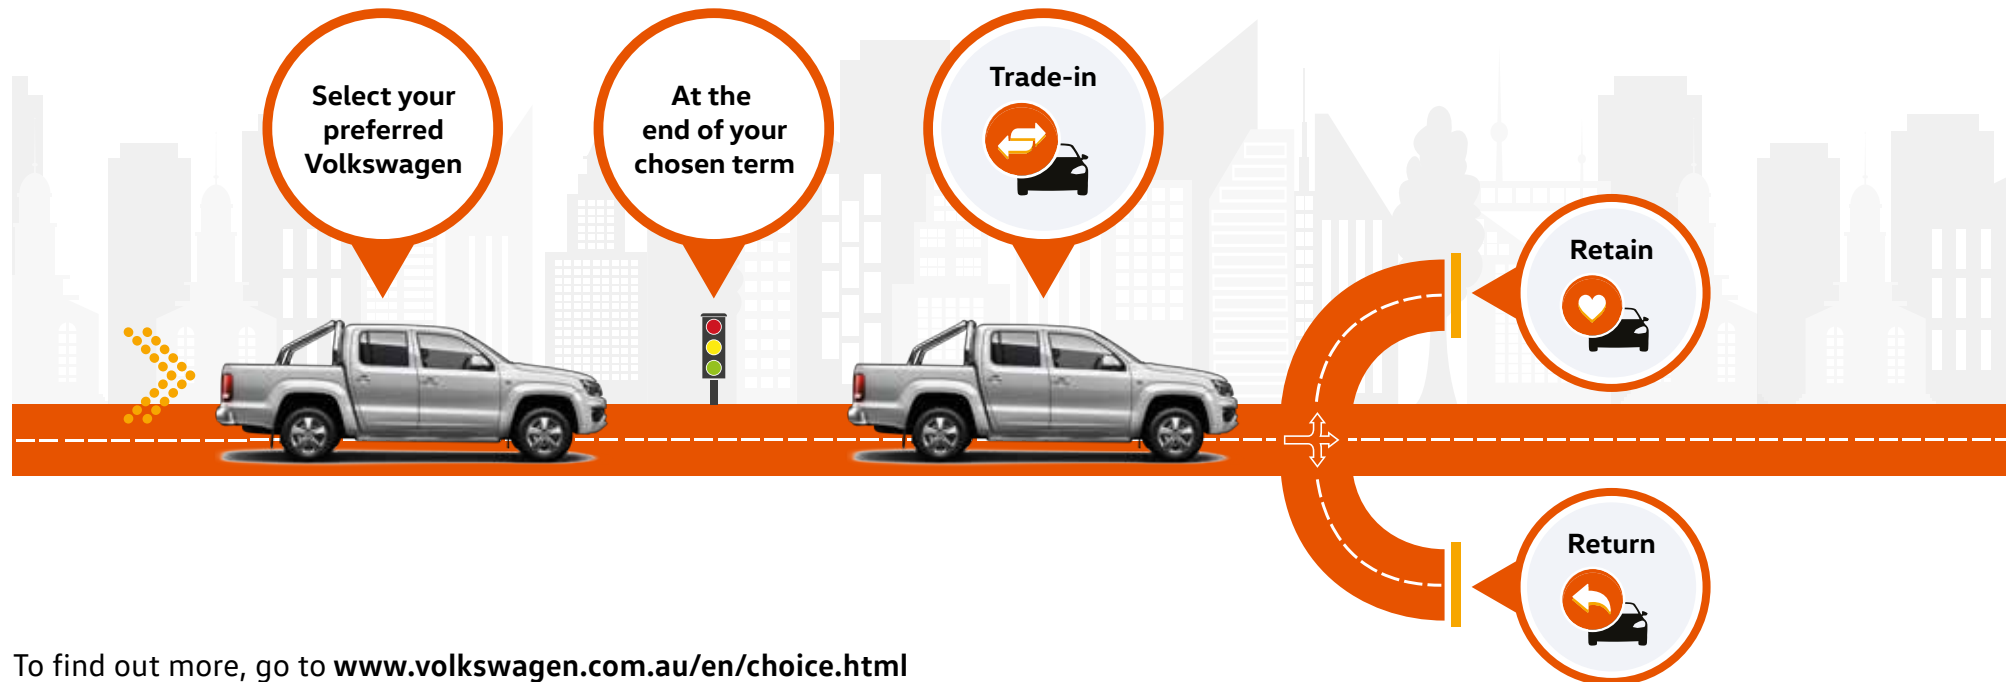 Select your
preferred
Volkswagen
At the
end of your
chosen term
Trade-in
Retain
Return
To find out more, go to www.volkswagen.com.au/en/choice.html